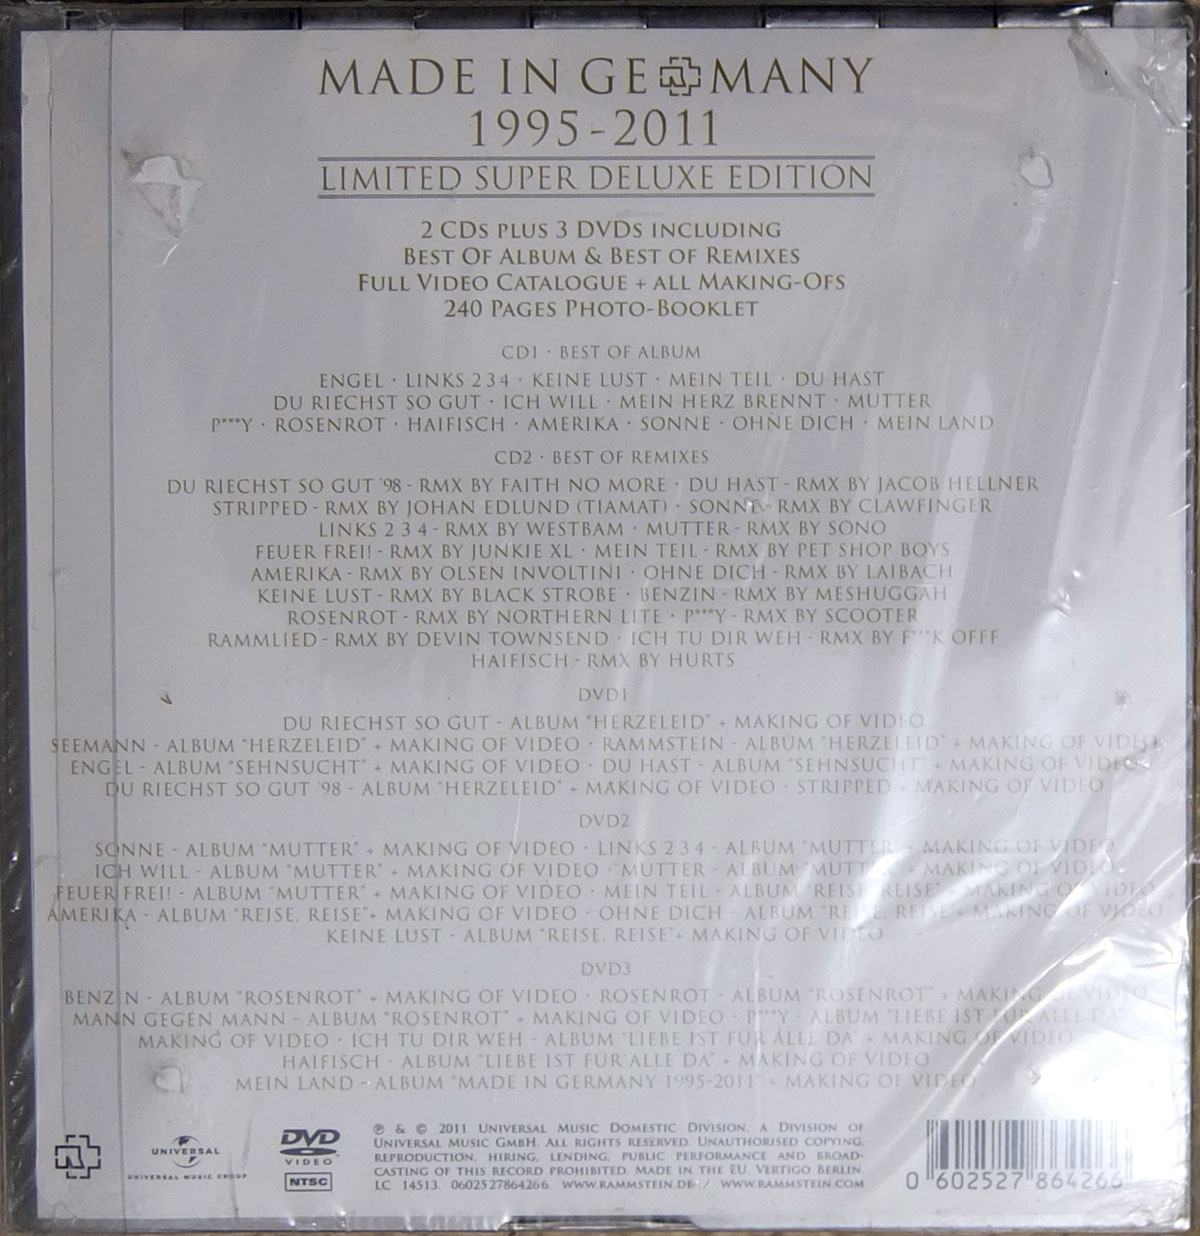 MADE IN GERMANY
1995-2011
LIMITED SUPER DELUXE EDITION
2 CDs PLUS 3 DVDs INCLUDING
BEST OF ALBUM & BEST OF REMIXES
FULL VIDEO CATALOGUE + ALL MAKING-OFS
240 PAGES PHOTO-BOOKLET
CD1 · BEST OF ALBUM
ENGEL · LINKS 2 3 4 · KEINE LUST · MEIN TEIL · DU HAST
DU RIECHST SO GUT · ICH WILL · MEIN HERZ BRENNT · MUTTER
P***Y · ROSENROT · HAIFISCH · AMERIKA · SONNE · OHNE DICH · MEIN LAND
CD2 · BEST OF REMIXES
DU RIECHST SO GUT '98 - RMX BY FAITH NO MORE · DU HAST - RMX BY JACOB HELLNER
STRIPPED - RMX BY JOHAN EDLUND (TIAMAT) · SONNE - RMX BY CLAWFINGER
LINKS 2 3 4 - RMX BY WESTBAM · MUTTER - RMX BY SONO
FEUER FREI! - RMX BY JUNKIE XL · MEIN TEIL - RMX BY PET SHOP BOYS
AMERIKA - RMX BY OLSEN INVOLTINI · OHNE DICH - RMX BY LAIBACH
KEINE LUST - RMX BY BLACK STROBE · BENZIN - RMX BY MESHUGGAH
ROSENROT - RMX BY NORTHERN LITE · P***Y - RMX BY SCOOTER
RAMMLIED - RMX BY DEVIN TOWNSEND · ICH TU DIR WEH - RMX BY F***K OFFF
HAIFISCH - RMX BY HURTS
DVD1
DU RIECHST SO GUT - ALBUM "HERZELEID" + MAKING OF VIDEO
SEEMANN - ALBUM "HERZELEID" + MAKING OF VIDEO · RAMMSTEIN - ALBUM "HERZELEID" + MAKING OF VIDEO
ENGEL - ALBUM "SEHNSUCHT" + MAKING OF VIDEO · DU HAST - ALBUM "SEHNSUCHT" + MAKING OF VIDEO
DU RIECHST SO GUT '98 - ALBUM "HERZELEID" + MAKING OF VIDEO · STRIPPED + MAKING OF VIDEO
DVD2
SONNE - ALBUM "MUTTER" + MAKING OF VIDEO · LINKS 2 3 4 - ALBUM "MUTTER" + MAKING OF VIDEO
ICH WILL - ALBUM "MUTTER" + MAKING OF VIDEO · MUTTER - ALBUM "MUTTER" + MAKING OF VIDEO
FEUER FREI! - ALBUM "MUTTER" + MAKING OF VIDEO · MEIN TEIL - ALBUM "REISE, REISE" + MAKING OF VIDEO
AMERIKA - ALBUM "REISE, REISE"+ MAKING OF VIDEO · OHNE DICH - ALBUM "REISE, REISE"+ MAKING OF VIDEO
KEINE LUST - ALBUM "REISE, REISE"+ MAKING OF VIDEO
DVD3
BENZIN - ALBUM "ROSENROT" + MAKING OF VIDEO · ROSENROT - ALBUM "ROSENROT" + MAKING OF VIDEO
MANN GEGEN MANN - ALBUM "ROSENROT" + MAKING OF VIDEO · P***Y - ALBUM "LIEBE IST FÜR ALLE DA" +
MAKING OF VIDEO · ICH TU DIR WEH - ALBUM "LIEBE IST FÜR ALLE DA" + MAKING OF VIDEO
HAIFISCH - ALBUM "LIEBE IST FÜR ALLE DA" + MAKING OF VIDEO
MEIN LAND - ALBUM "MADE IN GERMANY 1995-2011" + MAKING OF VIDEO
UNIVERSAL
UNIVERSAL MUSIC GROUP
DVD
VIDEO
NTSC
℗ & © 2011 UNIVERSAL MUSIC DOMESTIC DIVISION, A DIVISION OF
UNIVERSAL MUSIC GMBH. ALL RIGHTS RESERVED. UNAUTHORISED COPYING,
REPRODUCTION, HIRING, LENDING, PUBLIC PERFORMANCE AND BROAD-
CASTING OF THIS RECORD PROHIBITED. MADE IN THE EU. VERTIGO BERLIN.
LC 14513. 0602527864266 WWW.RAMMSTEIN.DE / WWW.RAMMSTEIN.COM
0 602527 864266